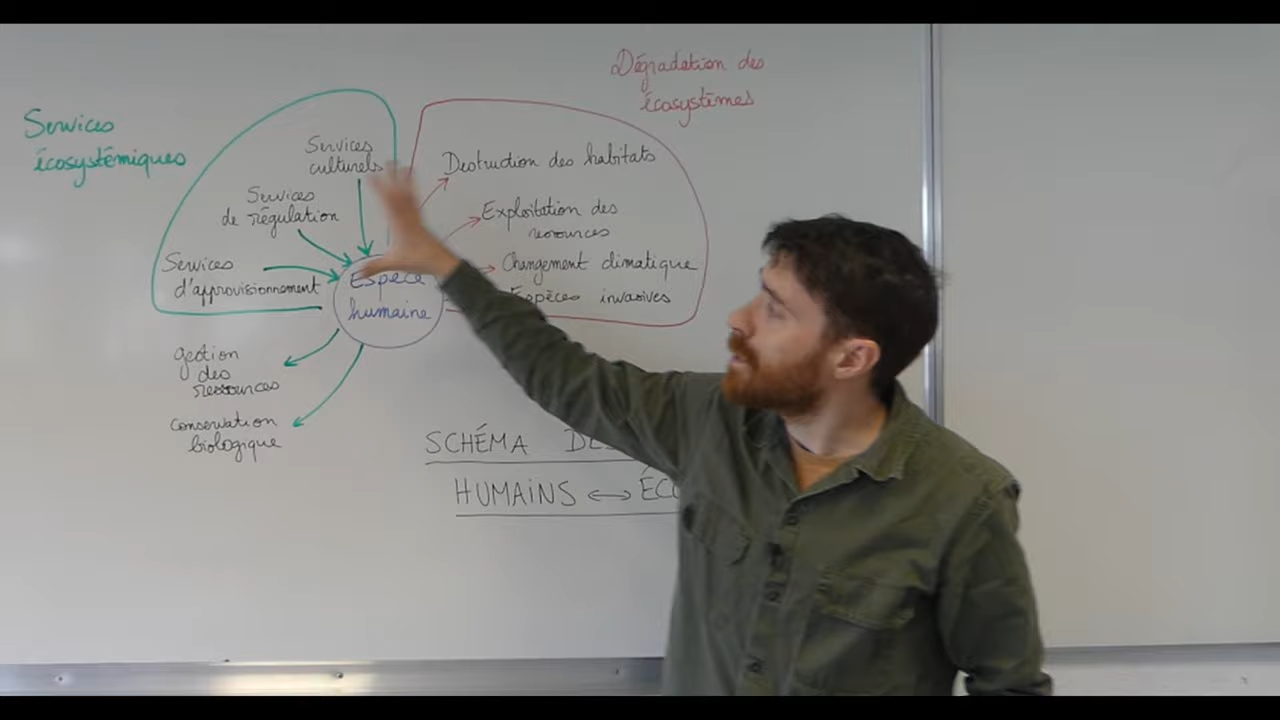 Services
écosystémiques
Services
culturels
Services
de régulation
Services
d'approvisionnement
Espèce
humaine
gestion
des
ressources
conservation
biologique
Dégradation des
écosystèmes
Destruction des habitats
Exploitation des
ressources
Changement climatique
Espèces invasives
SCHÉMA
HUMAINS ↔